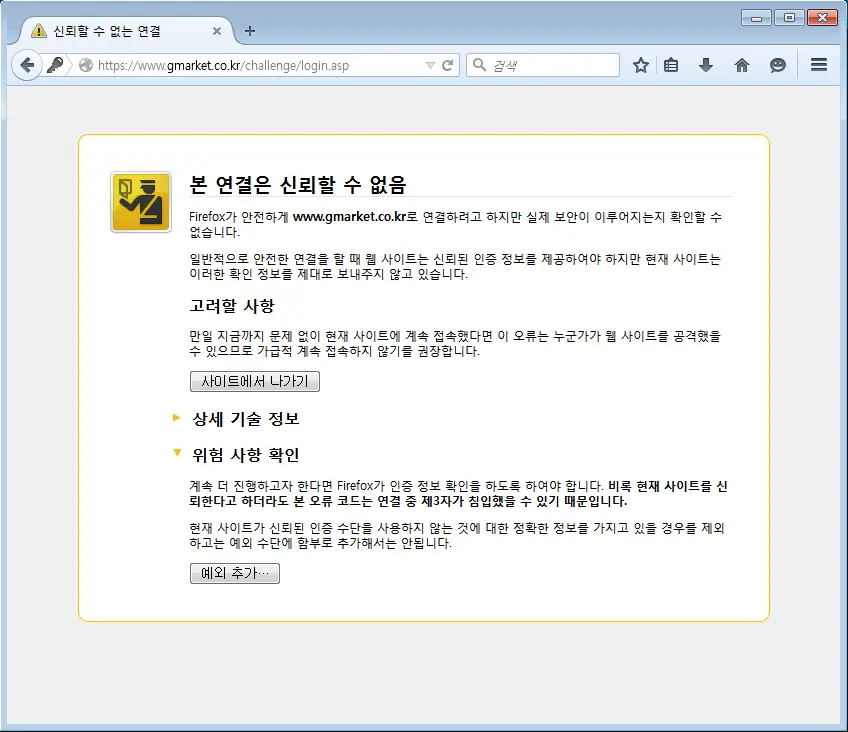 신뢰할 수 없는 연결
https://www.gmarket.co.kr/challenge/login.asp
검색
본 연결은 신뢰할 수 없음
Firefox가 안전하게 www.gmarket.co.kr로 연결하려고 하지만 실제 보안이 이루어지는지 확인할 수
없습니다.
일반적으로 안전한 연결을 할 때 웹 사이트는 신뢰된 인증 정보를 제공하여야 하지만 현재 사이트는
이러한 확인 정보를 제대로 보내주지 않고 있습니다.
고려할 사항
만일 지금까지 문제 없이 현재 사이트에 계속 접속했다면 이 오류는 누군가가 웹 사이트를 공격했을
수 있으므로 가급적 계속 접속하지 않기를 권장합니다.
사이트에서 나가기
상세 기술 정보
위험 사항 확인
계속 더 진행하고자 한다면 Firefox가 인증 정보 확인을 하도록 하여야 합니다. 비록 현재 사이트를 신
뢰한다고 하더라도 본 오류 코드는 연결 중 제3자가 침입했을 수 있기 때문입니다.
현재 사이트가 신뢰된 인증 수단을 사용하지 않는 것에 대한 정확한 정보를 가지고 있을 경우를 제외
하고는 예외 수단에 함부로 추가해서는 안됩니다.
예외 추가…